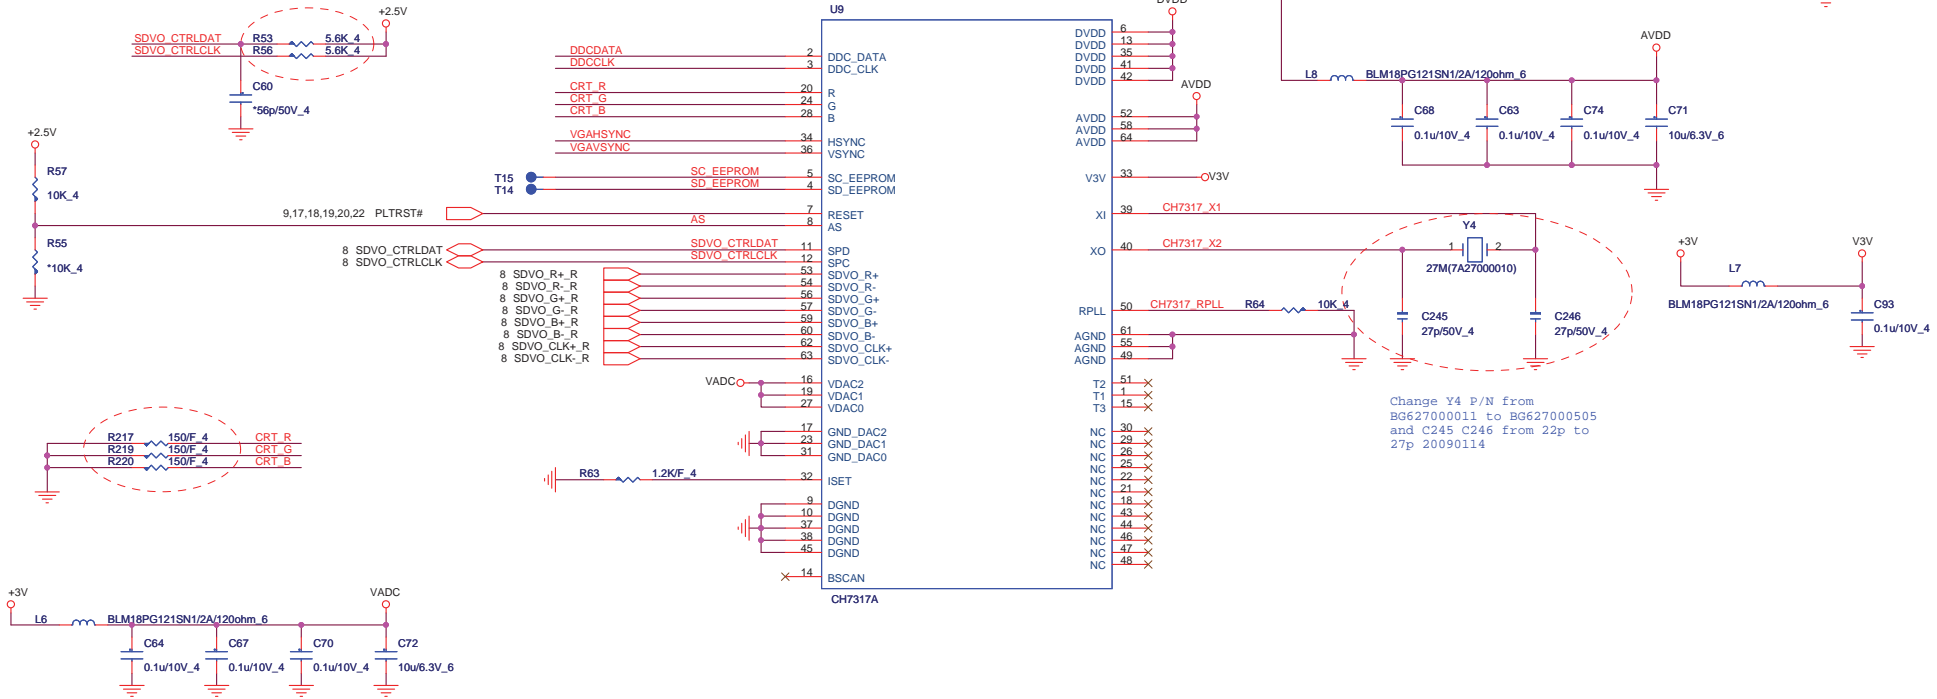 +2.5V
SDVO_CTRLDAT R53 5.6K_4
SDVO_CTRLCLK R56 5.6K_4
C60
*56p/50V_4
+2.5V
R57
10K_4
R55
*10K_4
9,17,18,19,20,22 PLTRST#
AS
T15
T14
8 SDVO_CTRLDAT
8 SDVO_CTRLCLK
8 SDVO_R+_R
8 SDVO_R-_R
8 SDVO_G+_R
8 SDVO_G-_R
8 SDVO_B+_R
8 SDVO_B-_R
8 SDVO_CLK+_R
8 SDVO_CLK-_R
VADC
R217 150/F_4 CRT_R
R219 150/F_4 CRT_G
R220 150/F_4 CRT_B
R63 1.2K/F_4
+3V
VADC
L6 BLM18PG121SN1/2A/120ohm_6
C64
0.1u/10V_4
C67
0.1u/10V_4
C70
0.1u/10V_4
C72
10u/6.3V_6
U9
DDCDATA 2 DDC_DATA
DDCCLK 3 DDC_CLK
CRT_R 20 R
CRT_G 24 G
CRT_B 28 B
VGAHSYNC 34 HSYNC
VGAVSYNC 36 VSYNC
SC_EEPROM 5 SC_EEPROM
SD_EEPROM 4 SD_EEPROM
7 RESET
8 AS
SDVO_CTRLDAT 11 SPD
SDVO_CTRLCLK 12 SPC
53 SDVO_R+
54 SDVO_R-
56 SDVO_G+
57 SDVO_G-
59 SDVO_B+
60 SDVO_B-
62 SDVO_CLK+
63 SDVO_CLK-
16 VDAC2
19 VDAC1
27 VDAC0
17 GND_DAC2
23 GND_DAC1
31 GND_DAC0
32 ISET
9 DGND
10 DGND
37 DGND
38 DGND
45 DGND
14 BSCAN
CH7317A
DVDD
DVDD 6
DVDD 13
DVDD 35
DVDD 41
DVDD 42
AVDD
AVDD 52
AVDD 58
AVDD 64
V3V 33 V3V
XI 39 CH7317_X1
XO 40 CH7317_X2
RPLL 50 CH7317_RPLL R64 10K_4
AGND 61
AGND 55
AGND 49
T2 51
T1 1
T3 15
NC 30
NC 29
NC 26
NC 25
NC 22
NC 21
NC 18
NC 43
NC 44
NC 46
NC 47
NC 48
AVDD
L8 BLM18PG121SN1/2A/120ohm_6
C68
0.1u/10V_4
C63
0.1u/10V_4
C74
0.1u/10V_4
C71
10u/6.3V_6
Y4
1 2
27M(7A27000010)
C245
27p/50V_4
C246
27p/50V_4
Change Y4 P/N from
BG627000011 to BG627000505
and C245 C246 from 22p to
27p 20090114
+3V
V3V
L7
BLM18PG121SN1/2A/120ohm_6
C93
0.1u/10V_4